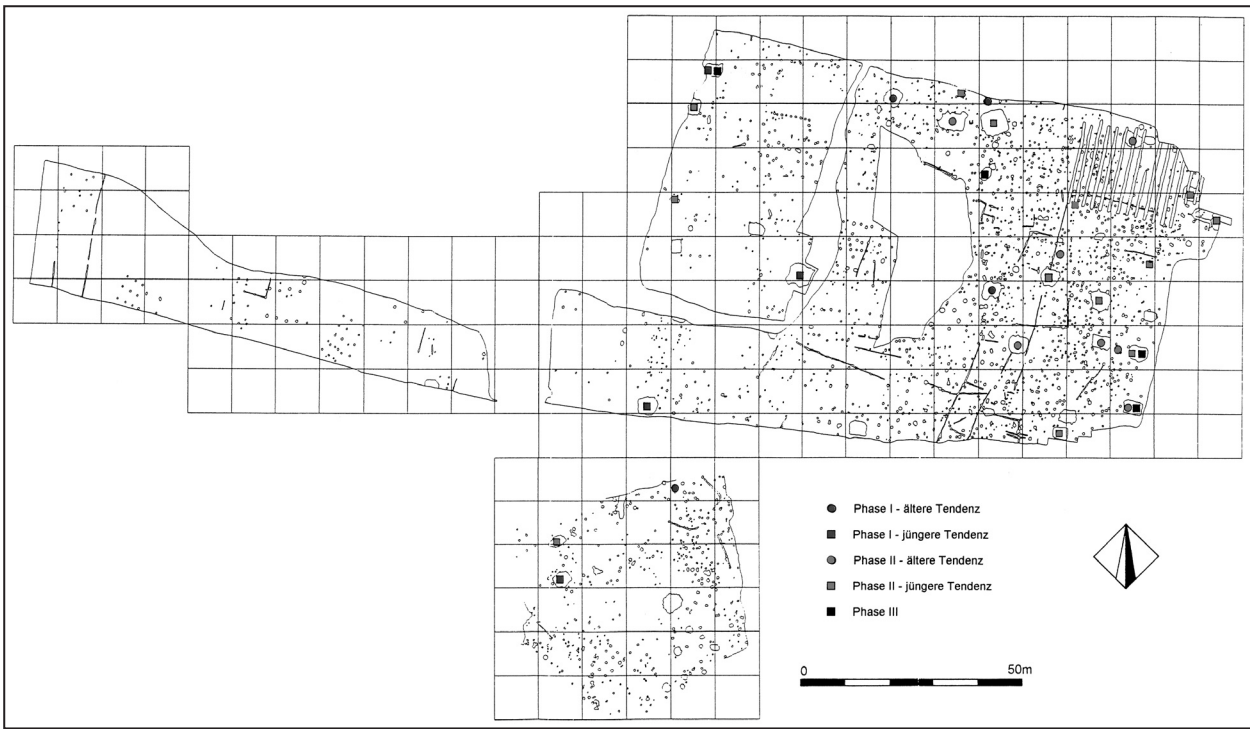 Phase I - ältere Tendenz
Phase I - jüngere Tendenz
Phase II - ältere Tendenz
Phase II - jüngere Tendenz
Phase III
0 50m